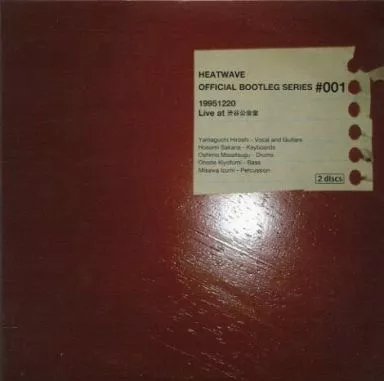 HEATWAVE
OFFICIAL BOOTLEG SERIES #001
19951220
Live at 渋谷公会堂
Yamaguchi Hiroshi - Vocal and Guitars
Hosomi Sakana - Keyboards
Oshima Masatsugu - Drums
Onoda Kiyofumi - Bass
Misawa Izumi - Percussion
2 discs